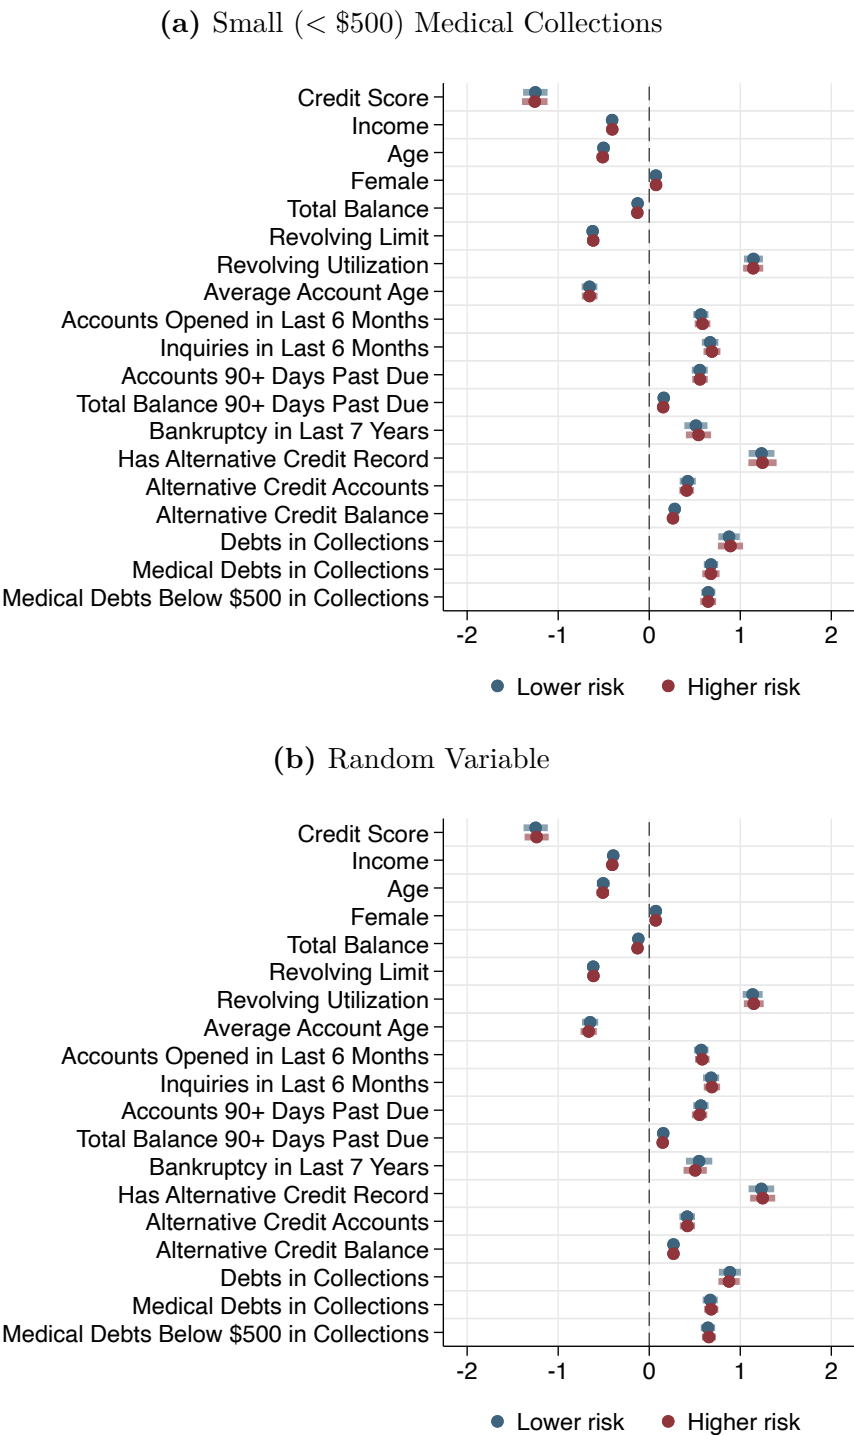 (a) Small (< $500) Medical Collections
Credit Score
Income
Age
Female
Total Balance
Revolving Limit
Revolving Utilization
Average Account Age
Accounts Opened in Last 6 Months
Inquiries in Last 6 Months
Accounts 90+ Days Past Due
Total Balance 90+ Days Past Due
Bankruptcy in Last 7 Years
Has Alternative Credit Record
Alternative Credit Accounts
Alternative Credit Balance
Debts in Collections
Medical Debts in Collections
Medical Debts Below $500 in Collections
-2 -1 0 1 2
Lower risk Higher risk
(b) Random Variable
Credit Score
Income
Age
Female
Total Balance
Revolving Limit
Revolving Utilization
Average Account Age
Accounts Opened in Last 6 Months
Inquiries in Last 6 Months
Accounts 90+ Days Past Due
Total Balance 90+ Days Past Due
Bankruptcy in Last 7 Years
Has Alternative Credit Record
Alternative Credit Accounts
Alternative Credit Balance
Debts in Collections
Medical Debts in Collections
Medical Debts Below $500 in Collections
-2 -1 0 1 2
Lower risk Higher risk